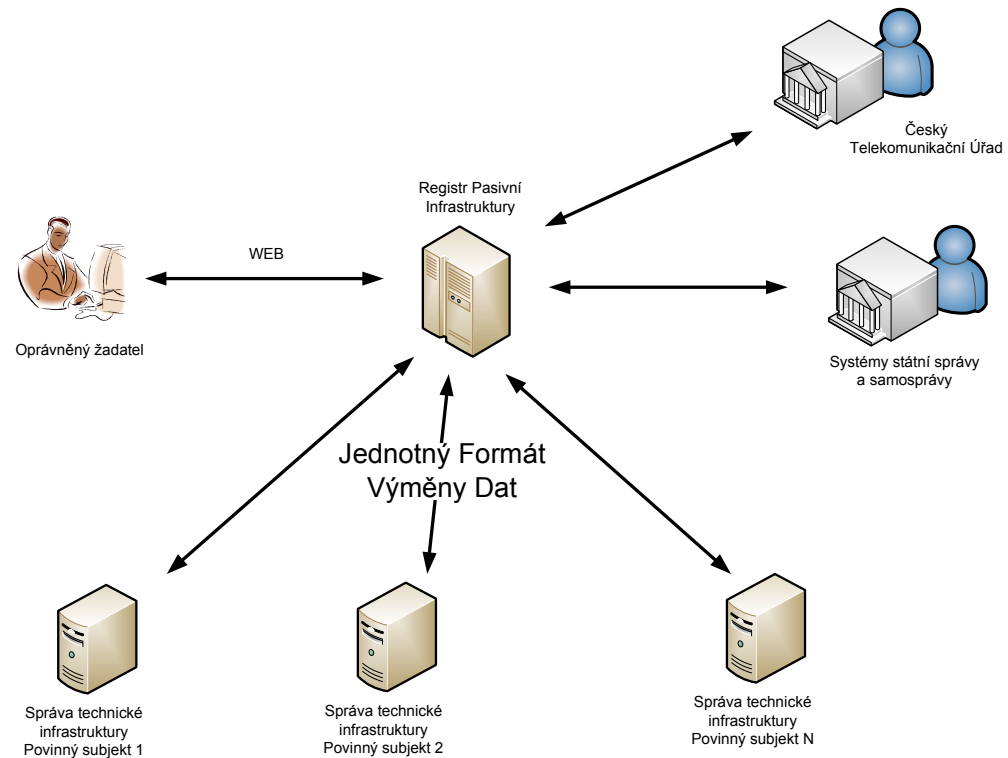 Český
Telekomunikační Úřad
Registr Pasivní
Infrastruktury
WEB
Oprávněný žadatel
Systémy státní správy
a samosprávy
Jednotný Formát
Výměny Dat
Správa technické
infrastruktury
Povinný subjekt 1
Správa technické
infrastruktury
Povinný subjekt 2
Správa technické
infrastruktury
Povinný subjekt N